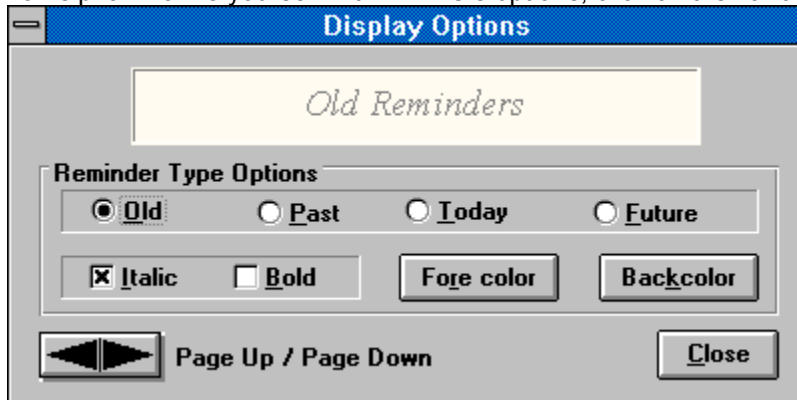 Display Options
Old Reminders
Reminder Type Options
Old Past Today Future
Italic Bold Fore color Backcolor
Page Up / Page Down Close